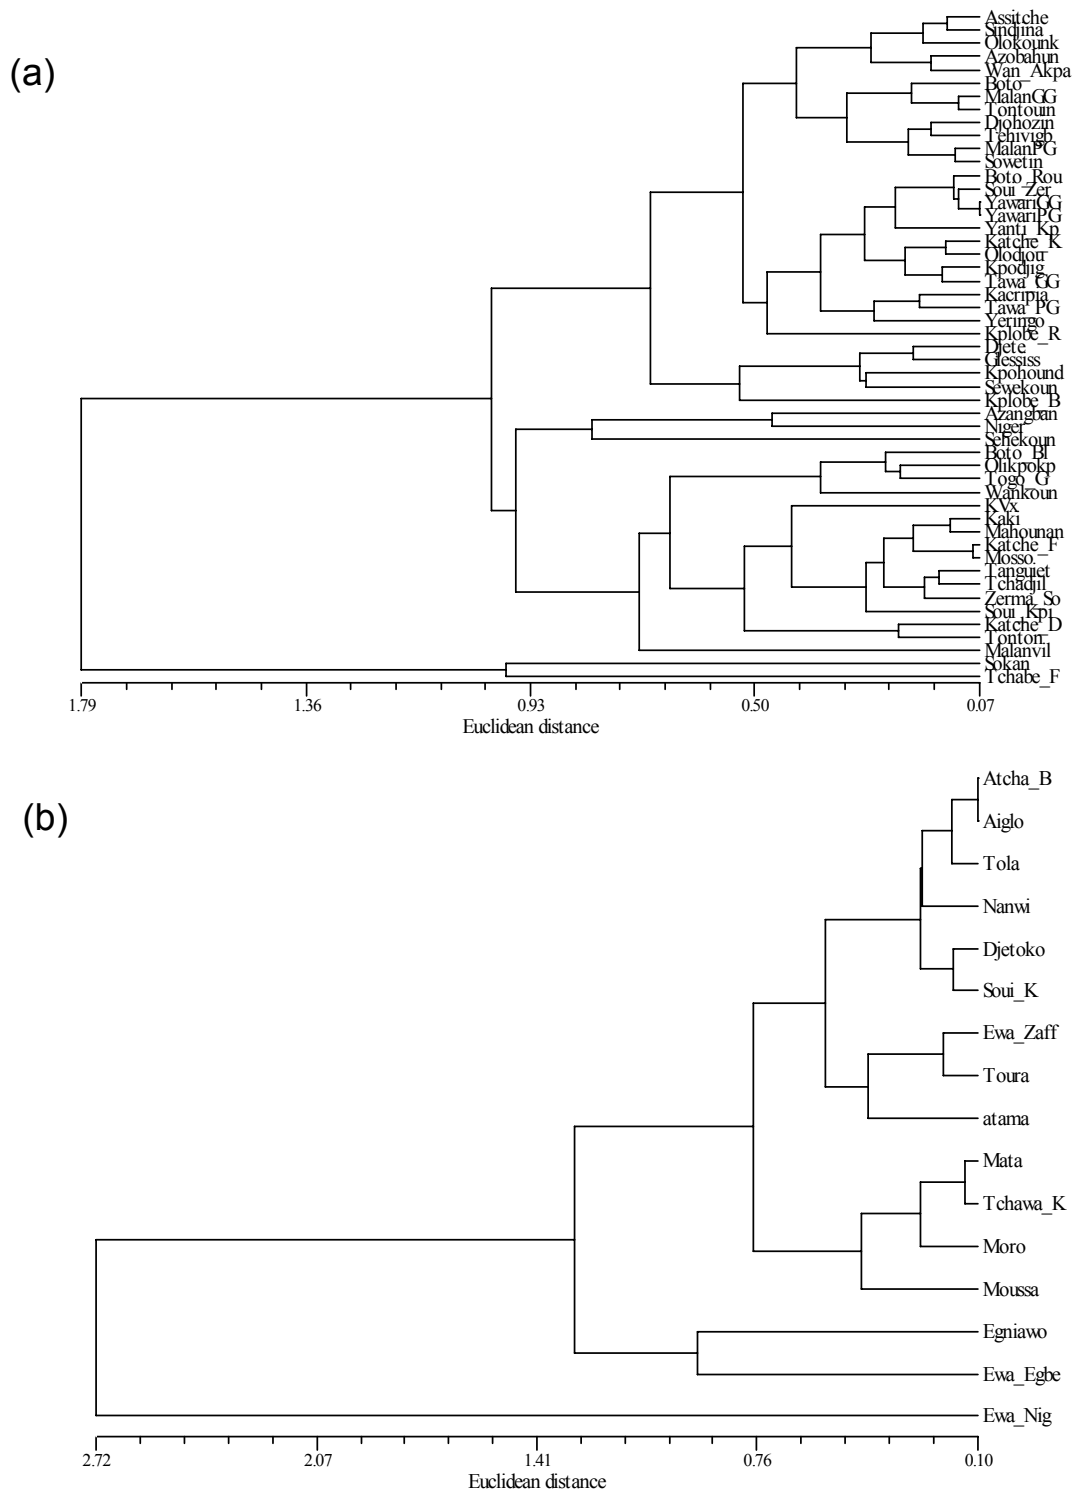 (a)
Assitche
Sindjina
Olokounk
Azobahun
Wan_Akpa
Boto_
MalanGG
Tontouin
Djohozin
Tehivigb
MalanPG
Sowetin
Boto_Rou
Soui_Zer
YawariGG
YawariPG
Yanti_Kp
Katche_K
Olodjou_
Kpodjig
Tawa_GG
Kacripia
Tawa_PG
Yeringo
Kplobe_R
Djete
Glessiss
Kpohound
Sewekoun
Kplobe_B
Azangban
Niger
Sehekoun
Boto_Bl
Olikpokp
Togo_G
Wankoun
KVx
Kaki
Mahounan
Katche_F
Mosso
Tanguiet
Tchadjil
Zerma_So
Soui_Kpi
Katche_D
Tonton_
Malanvil
Sokan
Tchabe_F
1.79 1.36 0.93 0.50 0.07
Euclidean distance
(b)
Atcha_B
Aiglo
Tola
Nanwi
Djetoko
Soui_K
Ewa_Zaff
Toura
atama
Mata
Tchawa_K
Moro
Moussa
Egniawo
Ewa_Egbe
Ewa_Nig
2.72 2.07 1.41 0.76 0.10
Euclidean distance